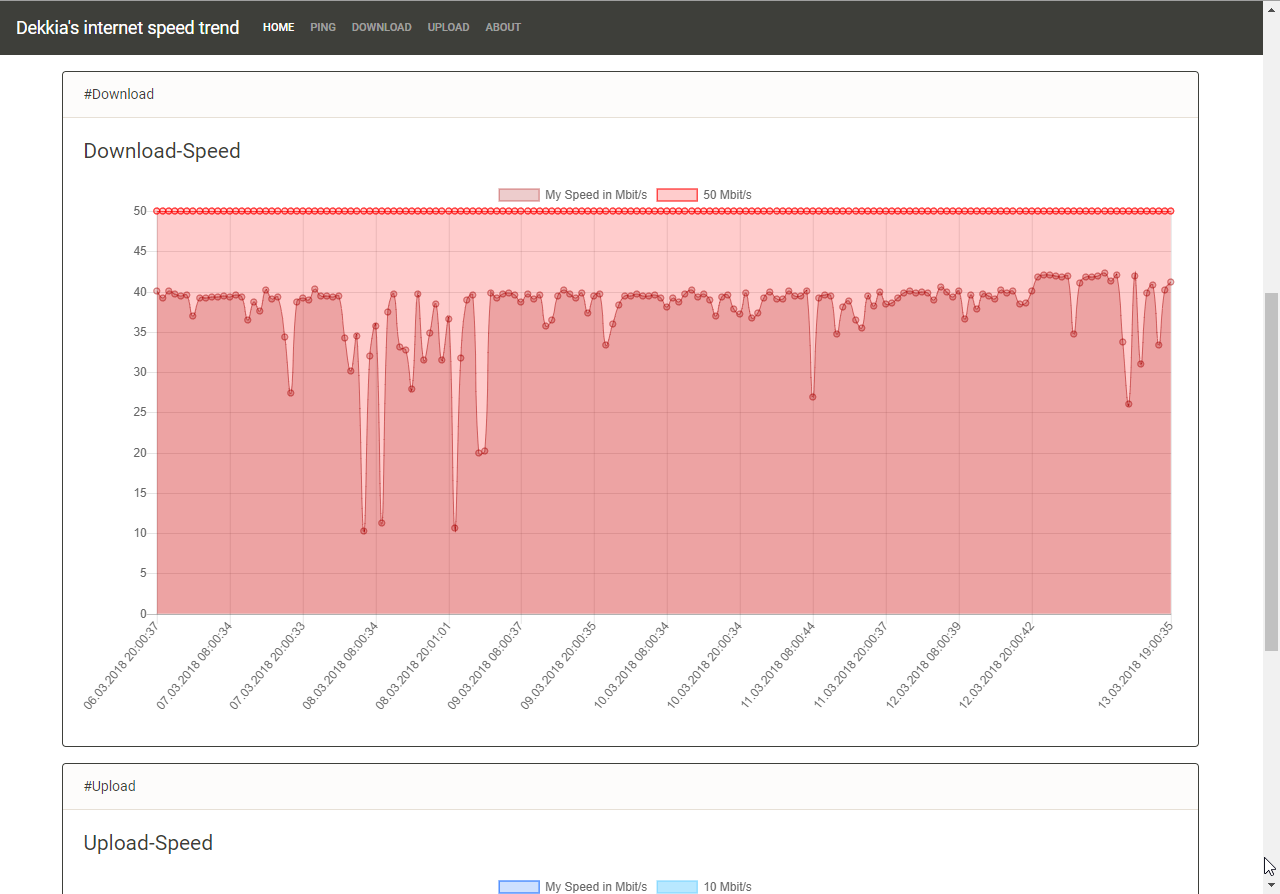 Dekkia's internet speed trend HOME PING DOWNLOAD UPLOAD ABOUT
#Download
Download-Speed
My Speed in Mbit/s 50 Mbit/s
50
45
40
35
30
25
20
15
10
5
0
06.03.2018 20:00:37 07.03.2018 08:00:34 07.03.2018 20:00:33 08.03.2018 08:00:34 08.03.2018 20:01:01 09.03.2018 08:00:37 09.03.2018 20:00:35 10.03.2018 08:00:34 10.03.2018 20:00:34 11.03.2018 08:00:44 11.03.2018 20:00:37 12.03.2018 08:00:39 12.03.2018 20:00:42 13.03.2018 19:00:35
#Upload
Upload-Speed
My Speed in Mbit/s 10 Mbit/s